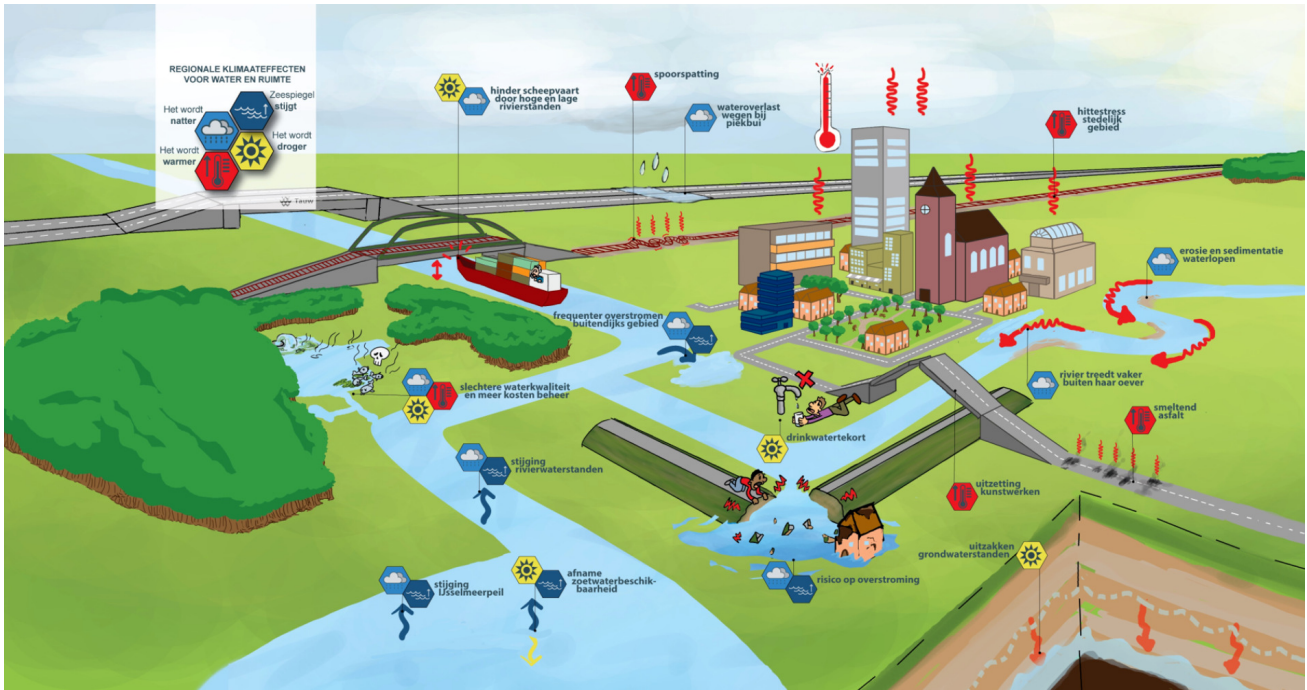 REGIONALE KLIMAATEFFECTEN
VOOR WATER EN RUIMTE
Zeespiegel
stijgt
Het wordt
natter
Het wordt
droger
Het wordt
warmer
Tauw
hinder scheepvaart
door hoge en lage
rivierstanden
spoorspatting
wateroverlast
wegen bij
piekbui
hittestress
stedelijk
gebied
erosie en sedimentatie
waterlopen
frequenter overstromen
buitendijks gebied
slechtere waterkwaliteit
en meer kosten beheer
rivier treedt vaker
buiten haar oever
smeltend
asfalt
drinkwatertekort
stijging
rivierwaterstanden
uitzetting
kunstwerken
uitzakken
grondwaterstanden
stijging
IJsselmeerpeil
afname
zoetwaterbeschik-
baarheid
risico op overstroming